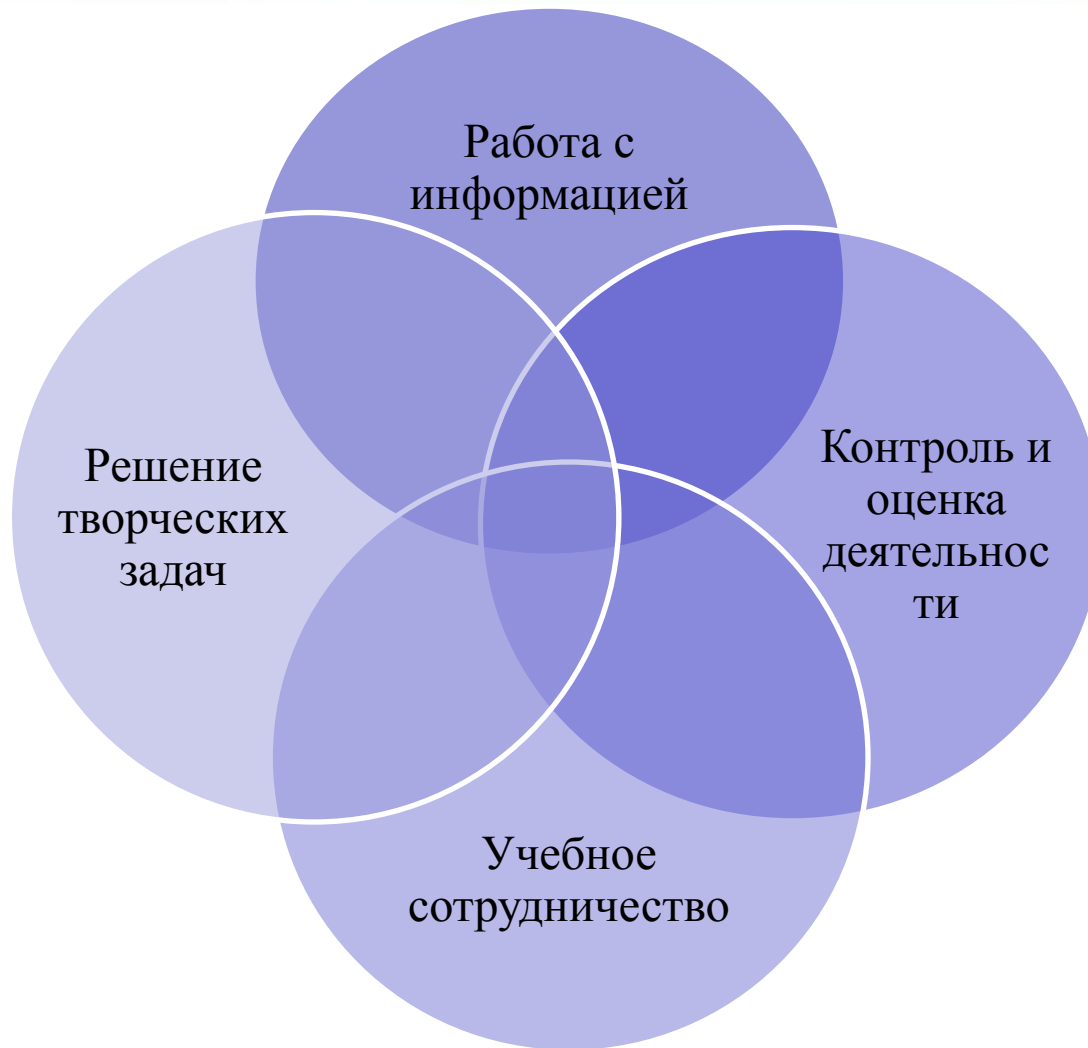 Работа с
информацией
Решение
творческих
задач
Контроль и
оценка
деятельнос
ти
Учебное
сотрудничество